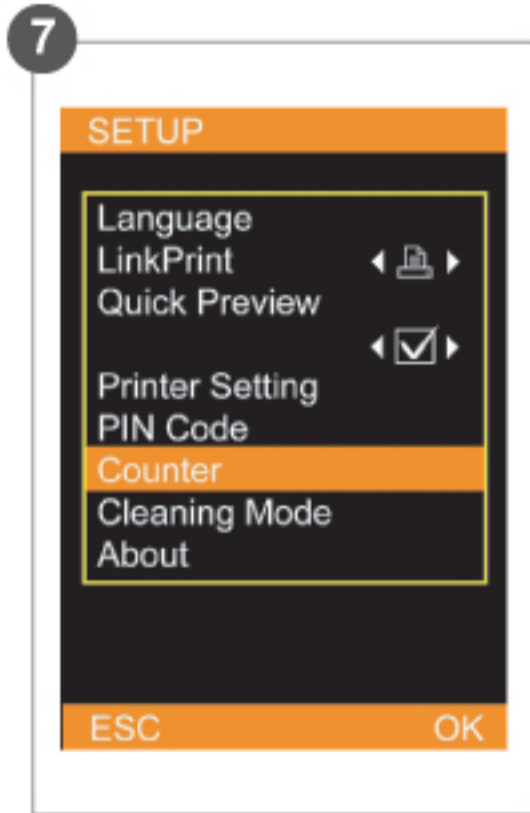 7
SETUP
Language
LinkPrint
Quick Preview
Printer Setting
PIN Code
Counter
Cleaning Mode
About
ESC OK